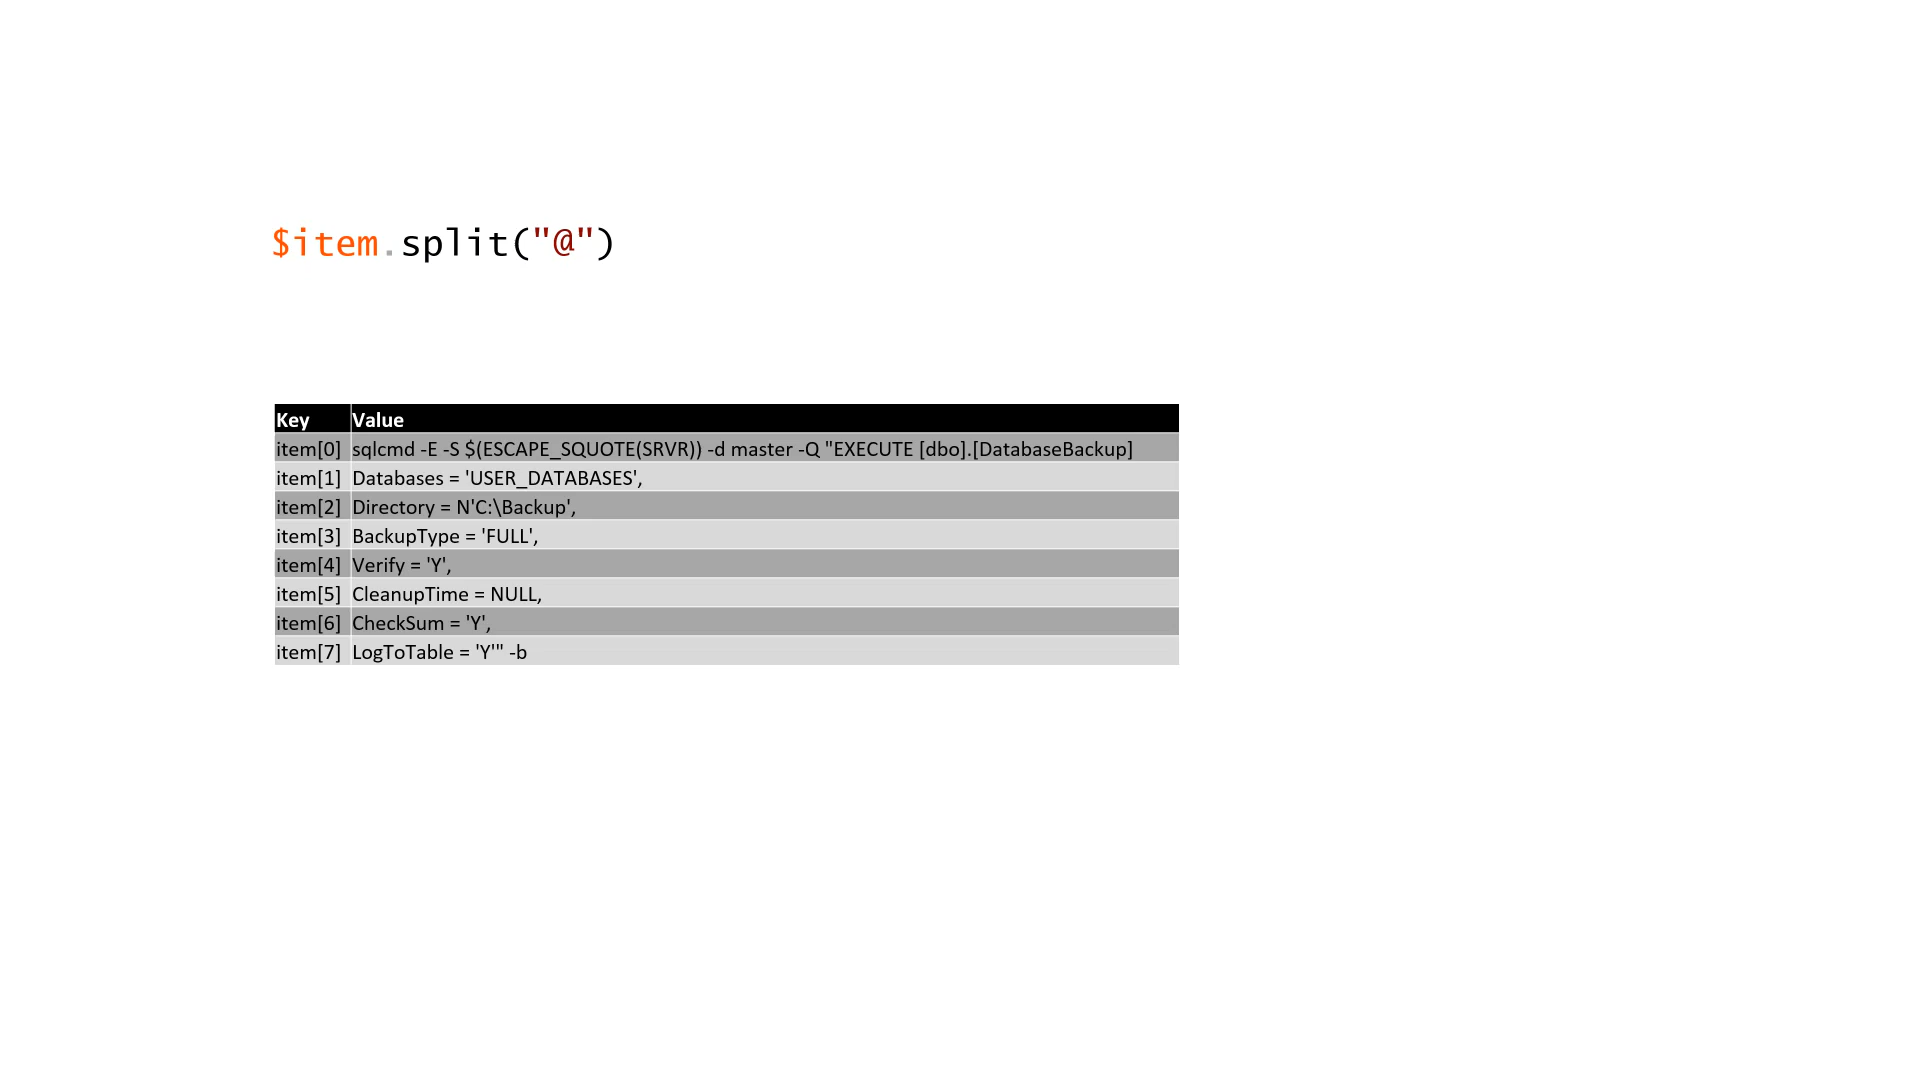 $item.split("@")
Key Value
item[0] sqlcmd -E -S $(ESCAPE_SQUOTE(SRVR)) -d master -Q "EXECUTE [dbo].[DatabaseBackup]
item[1] Databases = 'USER_DATABASES',
item[2] Directory = N'C:\Backup',
item[3] BackupType = 'FULL',
item[4] Verify = 'Y',
item[5] CleanupTime = NULL,
item[6] CheckSum = 'Y',
item[7] LogToTable = 'Y'" -b